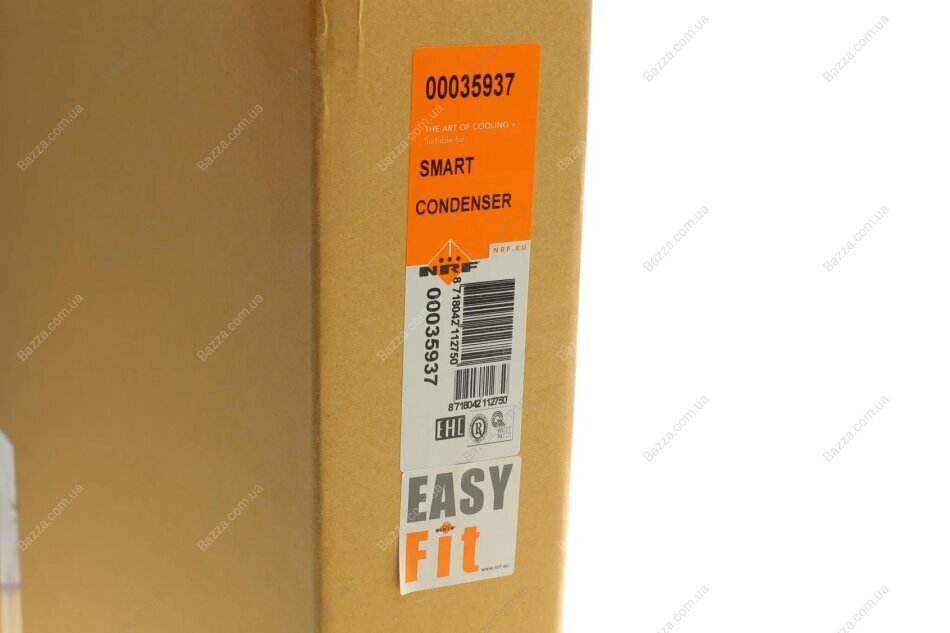 00035937
THE ART OF COOLING >
Suitable for:
SMART
CONDENSER
NRF.EU
NRF
00035937
8 718042 112750
8 718042 112750
EAC
EASY
Fit
www.nrf.eu
Bazza.com.ua